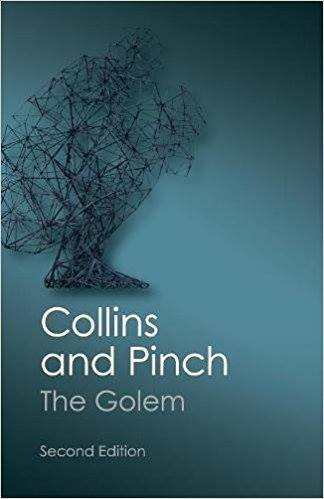 Collins
and Pinch
The Golem
Second Edition